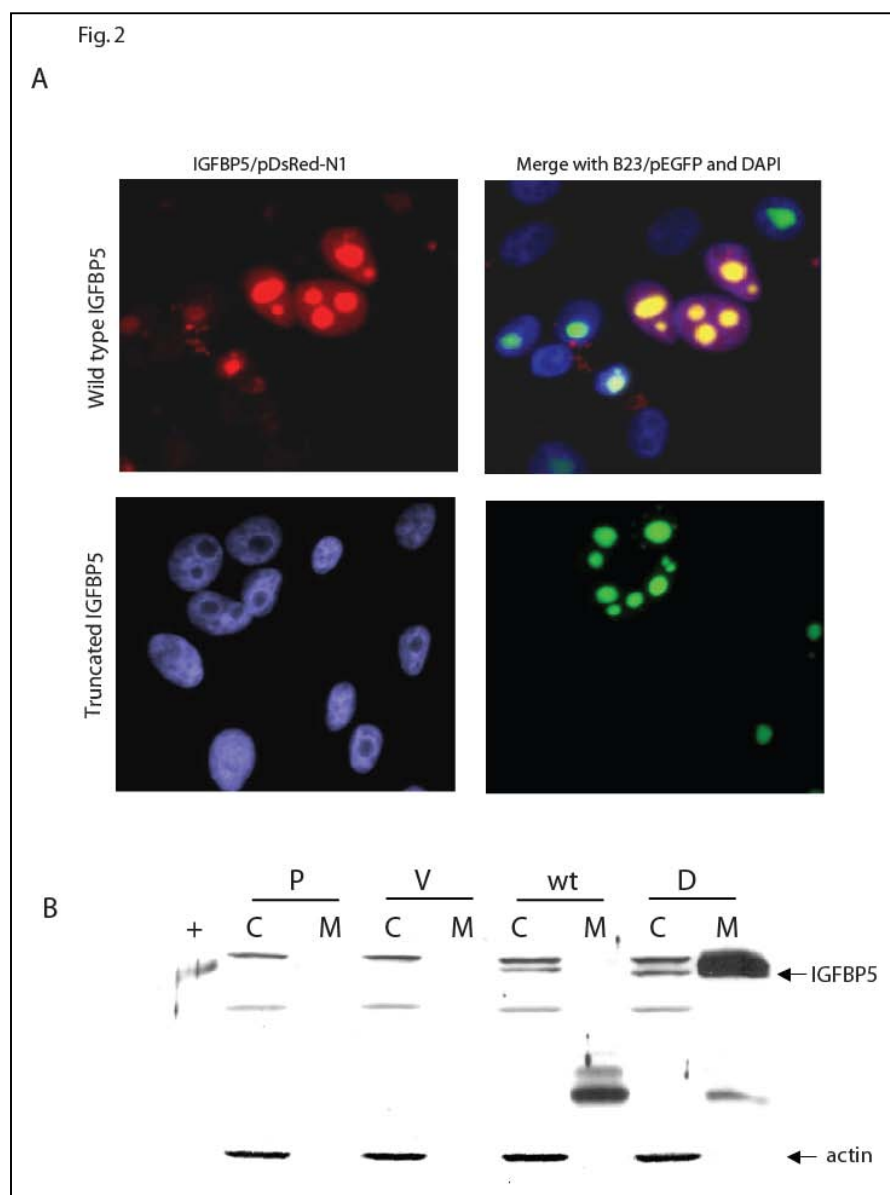 Fig. 2
A
IGFBP5/pDsRed-N1
Merge with B23/pEGFP and DAPI
Wild type IGFBP5
Truncated IGFBP5
B
P V wt D
+ C M C M C M C M
IGFBP5
actin